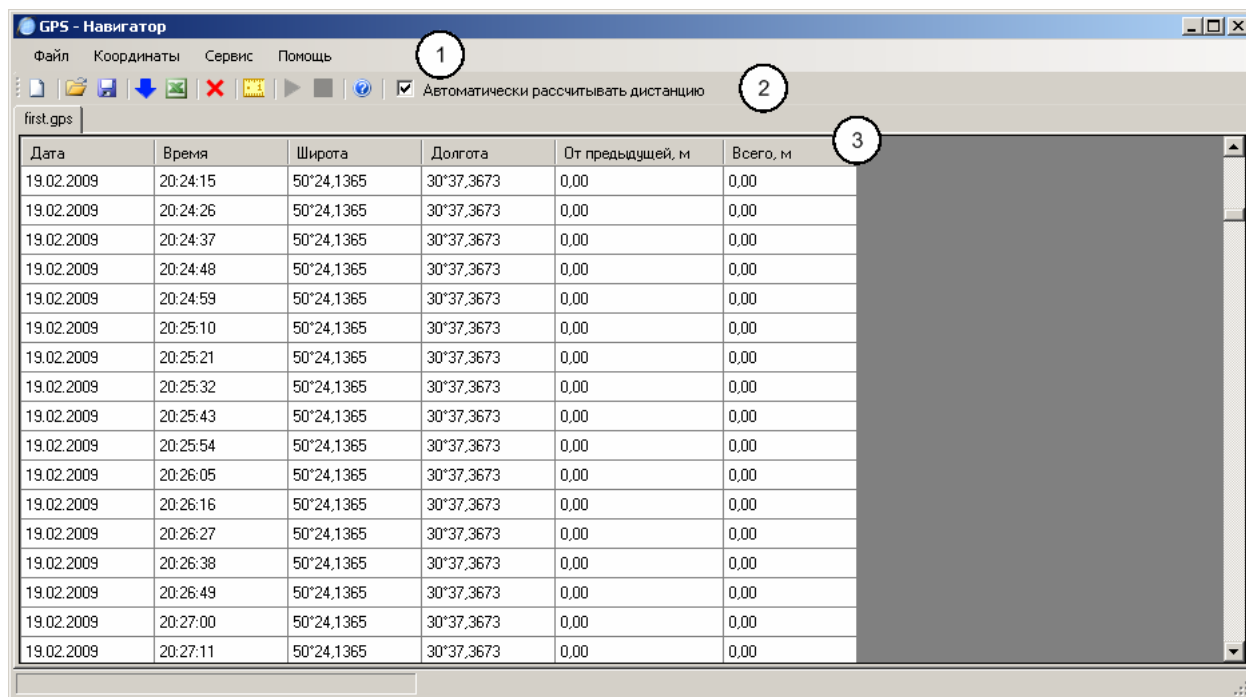 GPS - Навигатор
Файл Координаты Сервис Помощь
1
Автоматически рассчитывать дистанцию
2
first.gps
3
Дата Время Широта Долгота От предыдущей, м Всего, м
19.02.2009 20:24:15 50°24,1365 30°37,3673 0,00 0,00
19.02.2009 20:24:26 50°24,1365 30°37,3673 0,00 0,00
19.02.2009 20:24:37 50°24,1365 30°37,3673 0,00 0,00
19.02.2009 20:24:48 50°24,1365 30°37,3673 0,00 0,00
19.02.2009 20:24:59 50°24,1365 30°37,3673 0,00 0,00
19.02.2009 20:25:10 50°24,1365 30°37,3673 0,00 0,00
19.02.2009 20:25:21 50°24,1365 30°37,3673 0,00 0,00
19.02.2009 20:25:32 50°24,1365 30°37,3673 0,00 0,00
19.02.2009 20:25:43 50°24,1365 30°37,3673 0,00 0,00
19.02.2009 20:25:54 50°24,1365 30°37,3673 0,00 0,00
19.02.2009 20:26:05 50°24,1365 30°37,3673 0,00 0,00
19.02.2009 20:26:16 50°24,1365 30°37,3673 0,00 0,00
19.02.2009 20:26:27 50°24,1365 30°37,3673 0,00 0,00
19.02.2009 20:26:38 50°24,1365 30°37,3673 0,00 0,00
19.02.2009 20:26:49 50°24,1365 30°37,3673 0,00 0,00
19.02.2009 20:27:00 50°24,1365 30°37,3673 0,00 0,00
19.02.2009 20:27:11 50°24,1365 30°37,3673 0,00 0,00